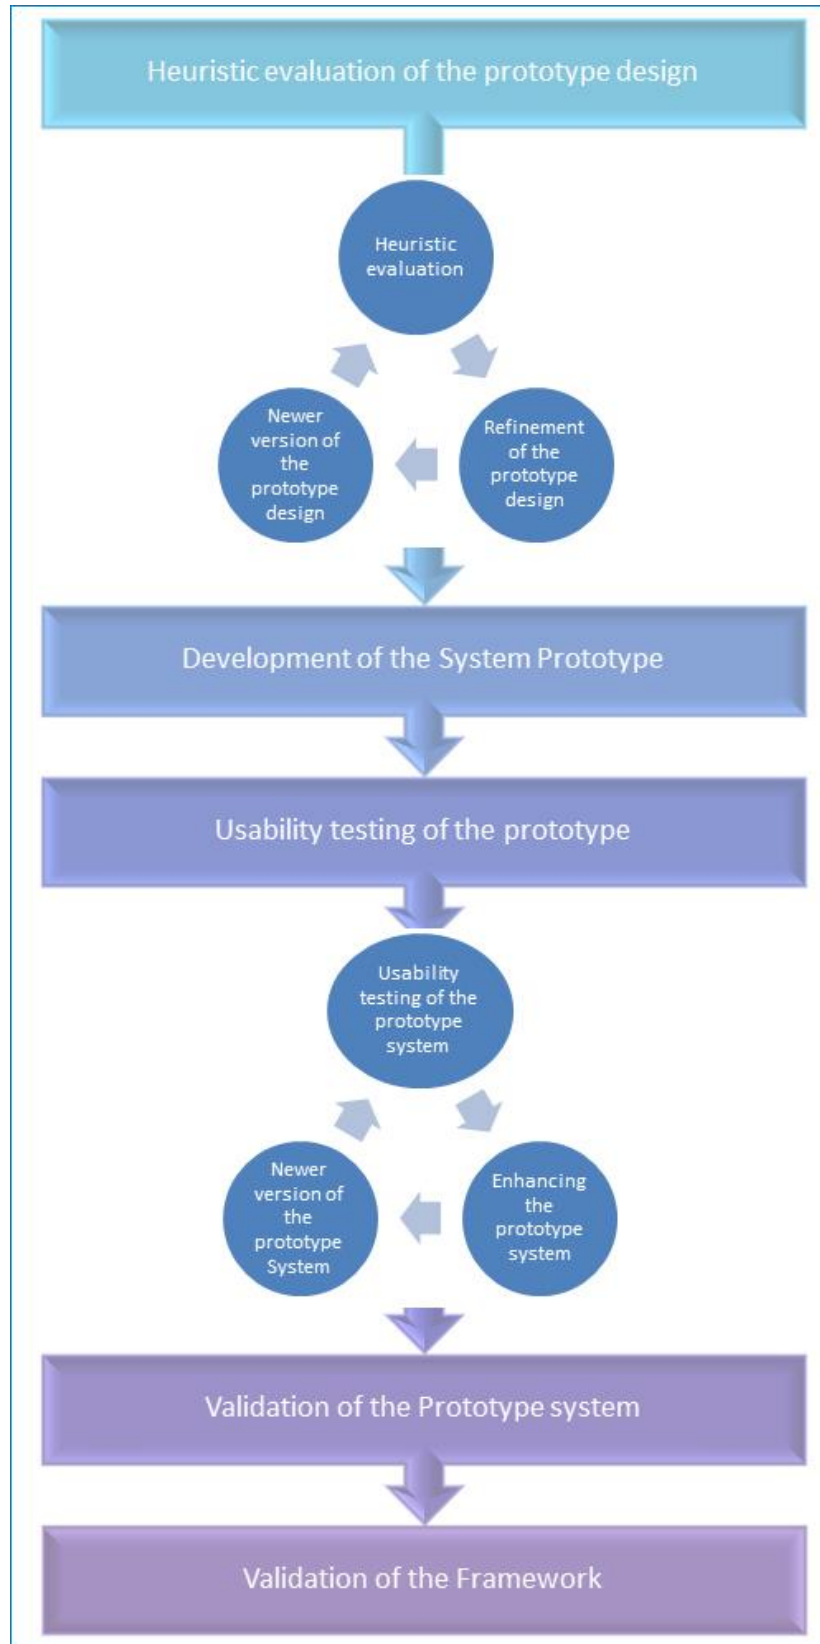 Heuristic evaluation of the prototype design
Heuristic
evaluation
Newer
version of
the
prototype
design
Refinement
of the
prototype
design
Development of the System Prototype
Usability testing of the prototype
Usability
testing of the
prototype
system
Newer
version of
the
prototype
System
Enhancing
the
prototype
system
Validation of the Prototype system
Validation of the Framework